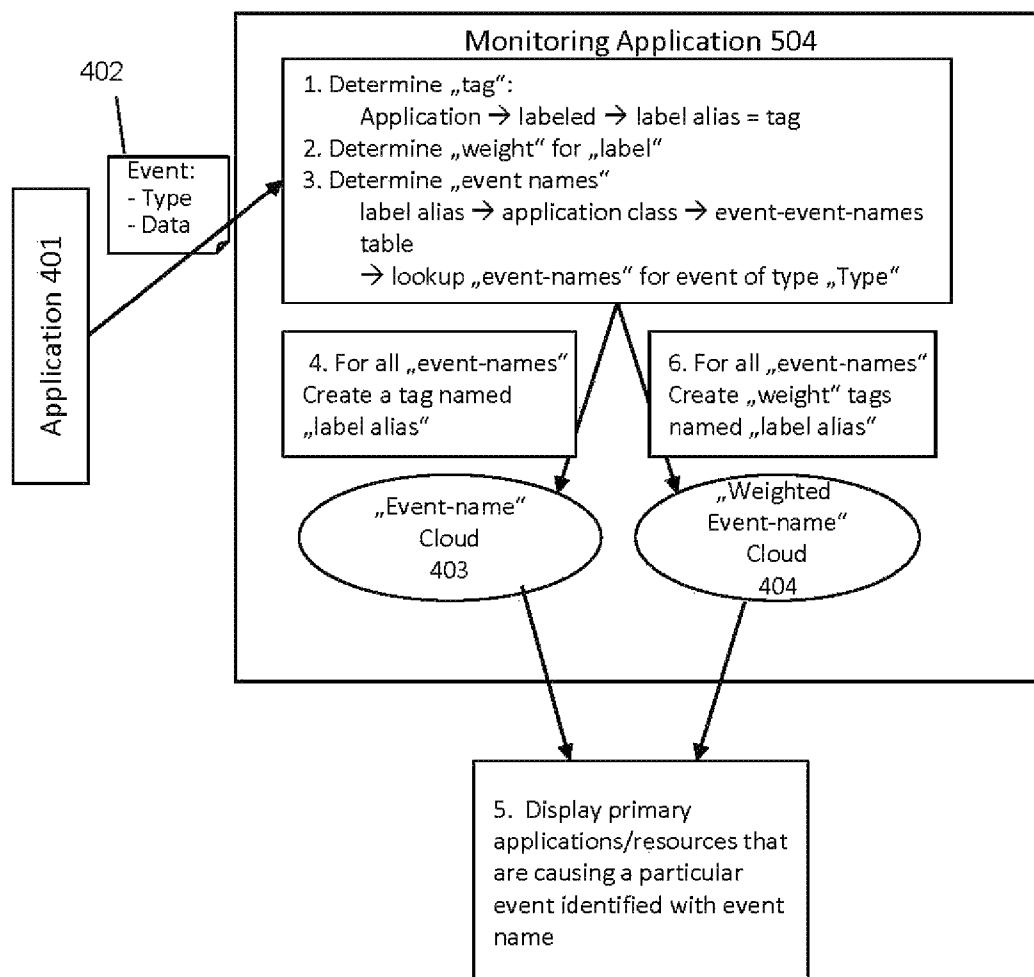 Monitoring Application 504
402
1. Determine „tag“:
Application → labeled → label alias = tag
2. Determine „weight“ for „label“
3. Determine „event names“
label alias → application class → event-event-names
table
→ lookup „event-names“ for event of type „Type“
Event:
- Type
- Data
Application 401
4. For all „event-names“
Create a tag named
„label alias“
6. For all „event-names“
Create „weight“ tags
named „label alias“
„Event-name“
Cloud
403
„Weighted
Event-name“
Cloud
404
5. Display primary
applications/resources that
are causing a particular
event identified with event
name